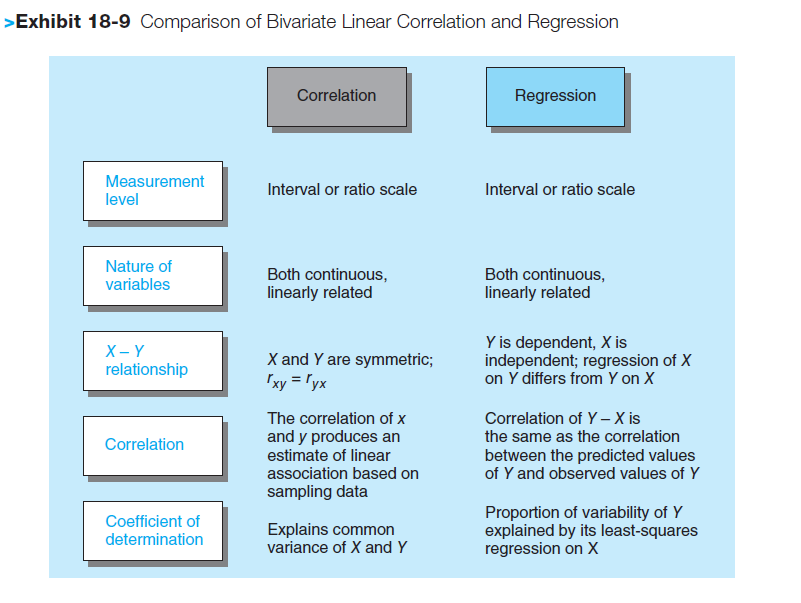 >Exhibit 18-9 Comparison of Bivariate Linear Correlation and Regression
Correlation
Regression
Measurement
level
Interval or ratio scale
Interval or ratio scale
Nature of
variables
Both continuous,
linearly related
Both continuous,
linearly related
X – Y
relationship
X and Y are symmetric;
rxy = ryx
Y is dependent, X is
independent; regression of X
on Y differs from Y on X
Correlation
The correlation of x
and y produces an
estimate of linear
association based on
sampling data
Correlation of Y – X is
the same as the correlation
between the predicted values
of Y and observed values of Y
Coefficient of
determination
Explains common
variance of X and Y
Proportion of variability of Y
explained by its least-squares
regression on X